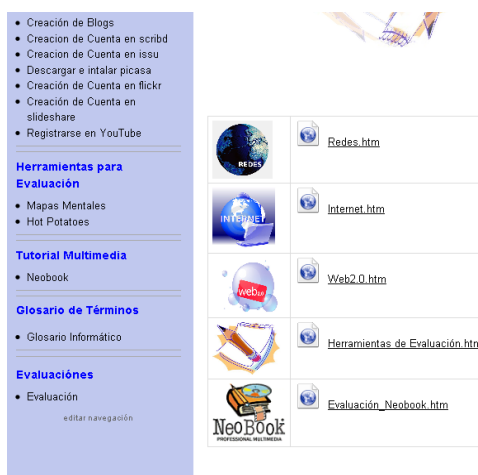 Creación de Blogs
Creacion de Cuenta en scribd
Creacion de Cuenta en issu
Descargar e intalar picasa
Creación de Cuenta en flickr
Creación de Cuenta en
slideshare
Registrarse en YouTube
Herramientas para
Evaluación
Mapas Mentales
Hot Potatoes
Tutorial Multimedia
Neobook
Glosario de Términos
Glosario Informático
Evaluaciónes
Evaluación
editar navegación
REDES
Redes.htm
INTERNET
Internet.htm
web2.0
Web2.0.htm
Herramientas de Evaluación.htm
NeoBook
PROFESSIONAL MULTIMEDIA
Evaluación_Neobook.htm